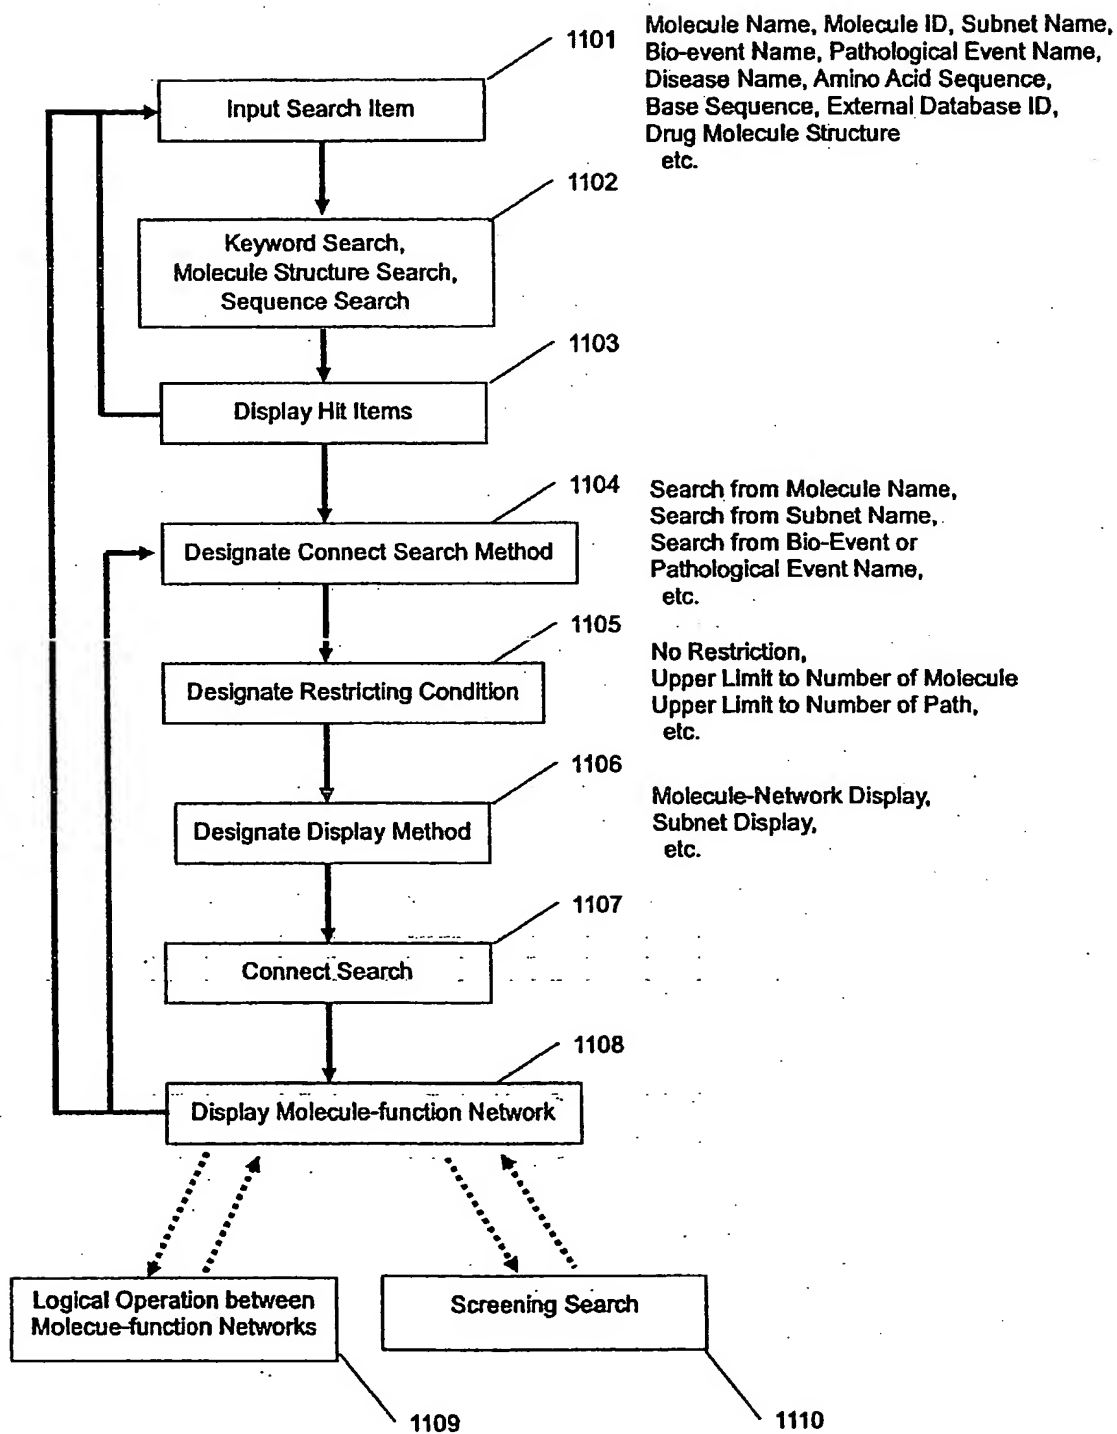 1101
Molecule Name, Molecule ID, Subnet Name,
Bio-event Name, Pathological Event Name,
Disease Name, Amino Acid Sequence,
Base Sequence, External Database ID,
Drug Molecule Structure
etc.
Input Search Item
1102
Keyword Search,
Molecule Structure Search,
Sequence Search
1103
Display Hit Items
1104
Search from Molecule Name,
Search from Subnet Name,
Search from Bio-Event or
Pathological Event Name,
etc.
Designate Connect Search Method
1105
No Restriction,
Upper Limit to Number of Molecule
Upper Limit to Number of Path,
etc.
Designate Restricting Condition
1106
Molecule-Network Display,
Subnet Display,
etc.
Designate Display Method
1107
Connect Search
1108
Display Molecule-function Network
Logical Operation between
Molecue-function Networks
Screening Search
1109
1110